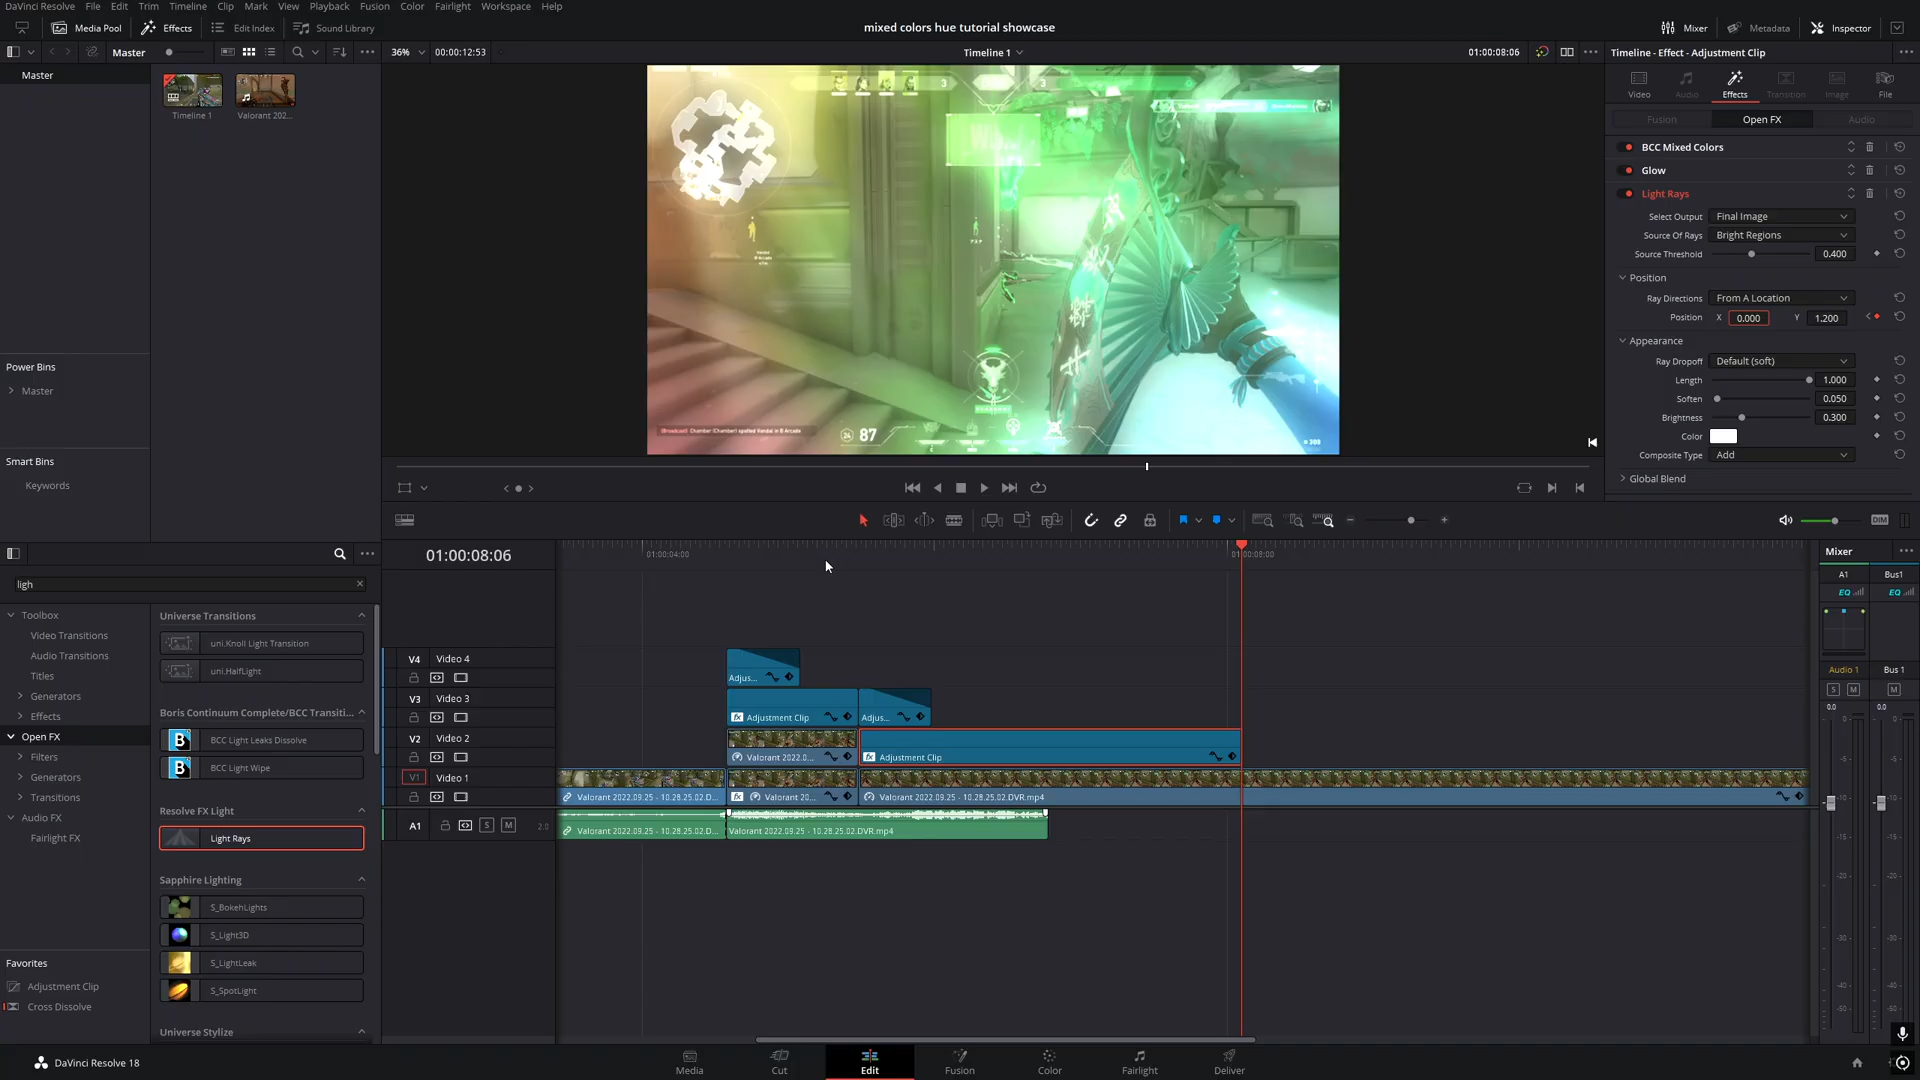 DaVinci Resolve File Edit Trim Timeline Clip Mark View Playback Fusion Color Fairlight Workspace Help
Media Pool Effects Edit Index Sound Library
mixed colors hue tutorial showcase
Mixer Metadata Inspector
Master
36% 00:00:12:53
Timeline 1
01:00:08:06
Timeline - Effect - Adjustment Clip
Master
Timeline 1
Valorant 202...
Video Audio Effects Transition Image File
Fusion Open FX Audio
BCC Mixed Colors
Glow
Light Rays
Select Output Final Image
Source Of Rays Bright Regions
Source Threshold 0.400
Position
Ray Directions From A Location
Position X 0.000 Y 1.200
Appearance
Ray Dropoff Default (soft)
Length 1.000
Soften 0.050
Brightness 0.300
Color
Composite Type Add
Global Blend
3
3
87
Power Bins
Master
Smart Bins
Keywords
DIM
ligh
Toolbox
Video Transitions
Audio Transitions
Titles
Generators
Effects
Open FX
Filters
Generators
Transitions
Audio FX
Fairlight FX
Favorites
Adjustment Clip
Cross Dissolve
Universe Transitions
uni.Knoll Light Transition
uni.HalfLight
Boris Continuum Complete/BCC Transiti...
BCC Light Leaks Dissolve
BCC Light Wipe
Resolve FX Light
Light Rays
Sapphire Lighting
S_BokehLights
S_Light3D
S_LightLeak
S_SpotLight
Universe Stylize
01:00:08:06
01:00:04:00
01:00:08:00
V4 Video 4
Adjus...
V3 Video 3
Adjustment Clip
Adjus...
V2 Video 2
Valorant 2022.0...
Adjustment Clip
V1 Video 1
Valorant 2022.09.25 - 10.28.25.02.D...
Valorant 20...
Valorant 2022.09.25 - 10.28.25.02.DVR.mp4
A1 S M 2.0
Valorant 2022.09.25 - 10.28.25.02.D...
Valorant 2022.09.25 - 10.28.25.02.DVR.mp4
Mixer
A1 Bus1
EQ EQ
Audio 1 Bus 1
S M M
0.0 0.0
DaVinci Resolve 18
Media Cut Edit Fusion Color Fairlight Deliver